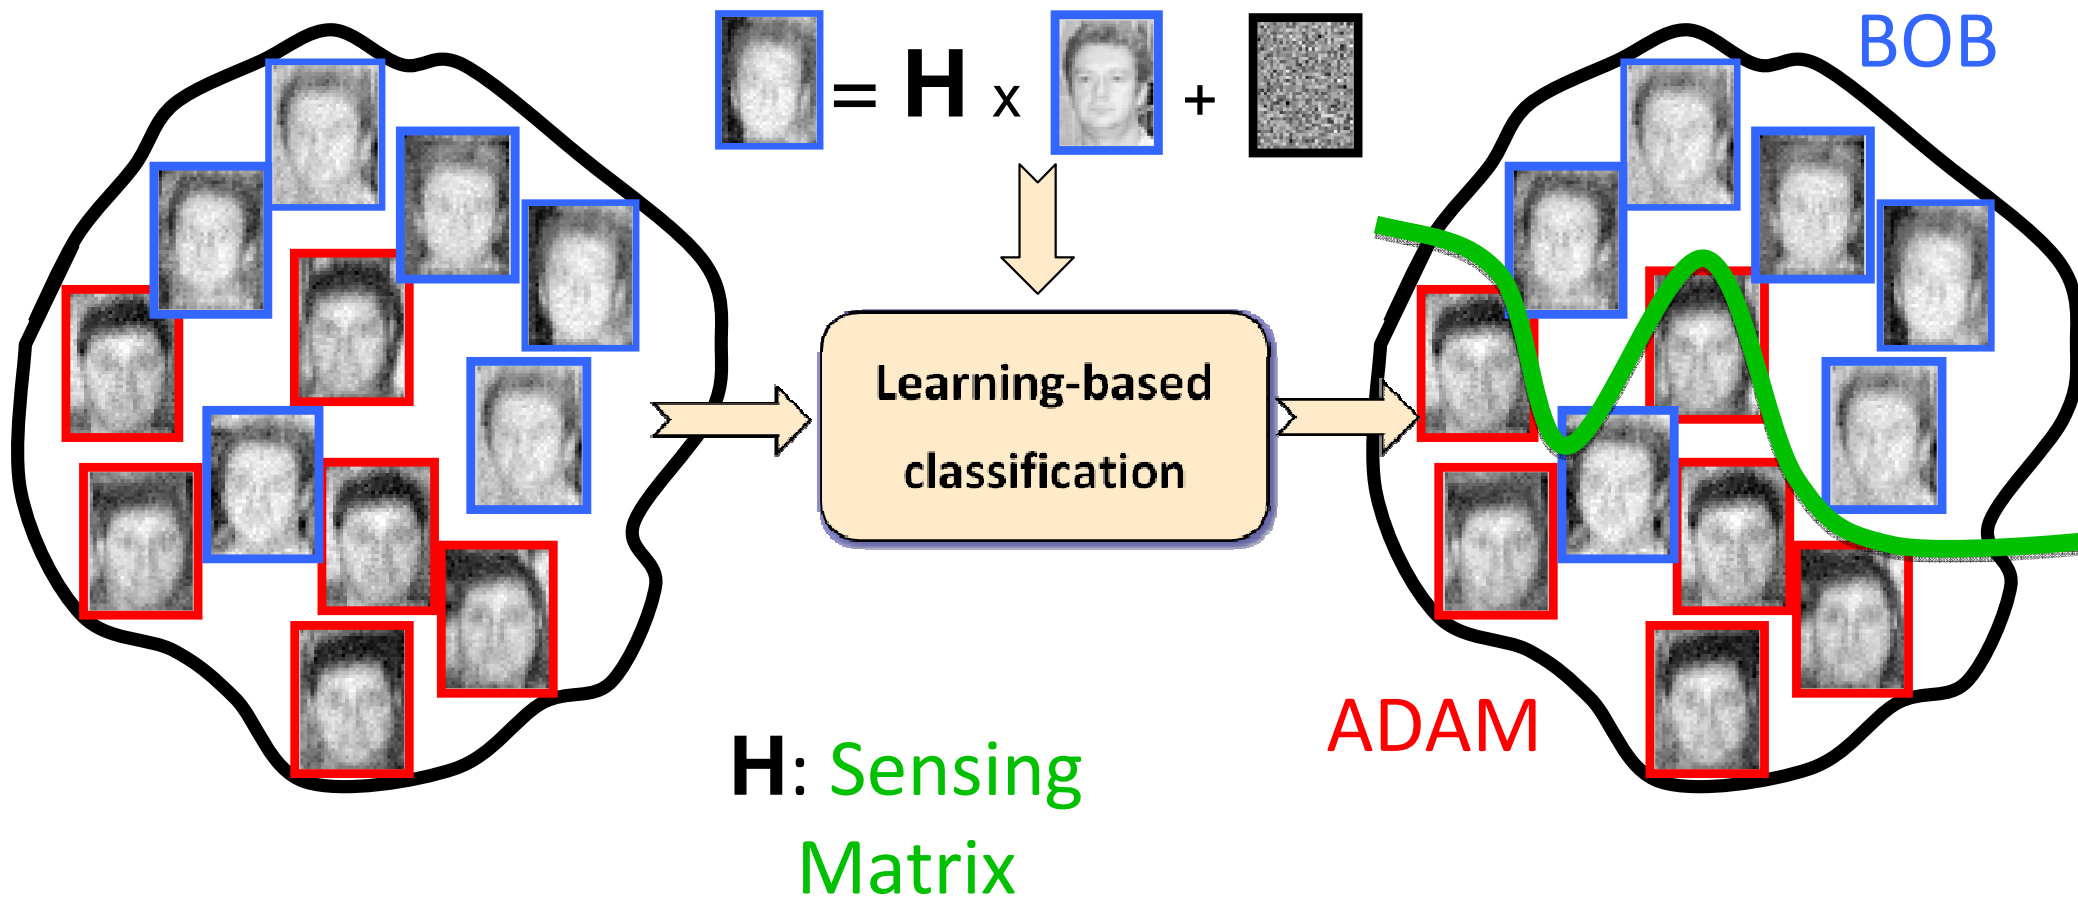 BOB
= H x +
Learning-based
classification
ADAM
H: Sensing
Matrix